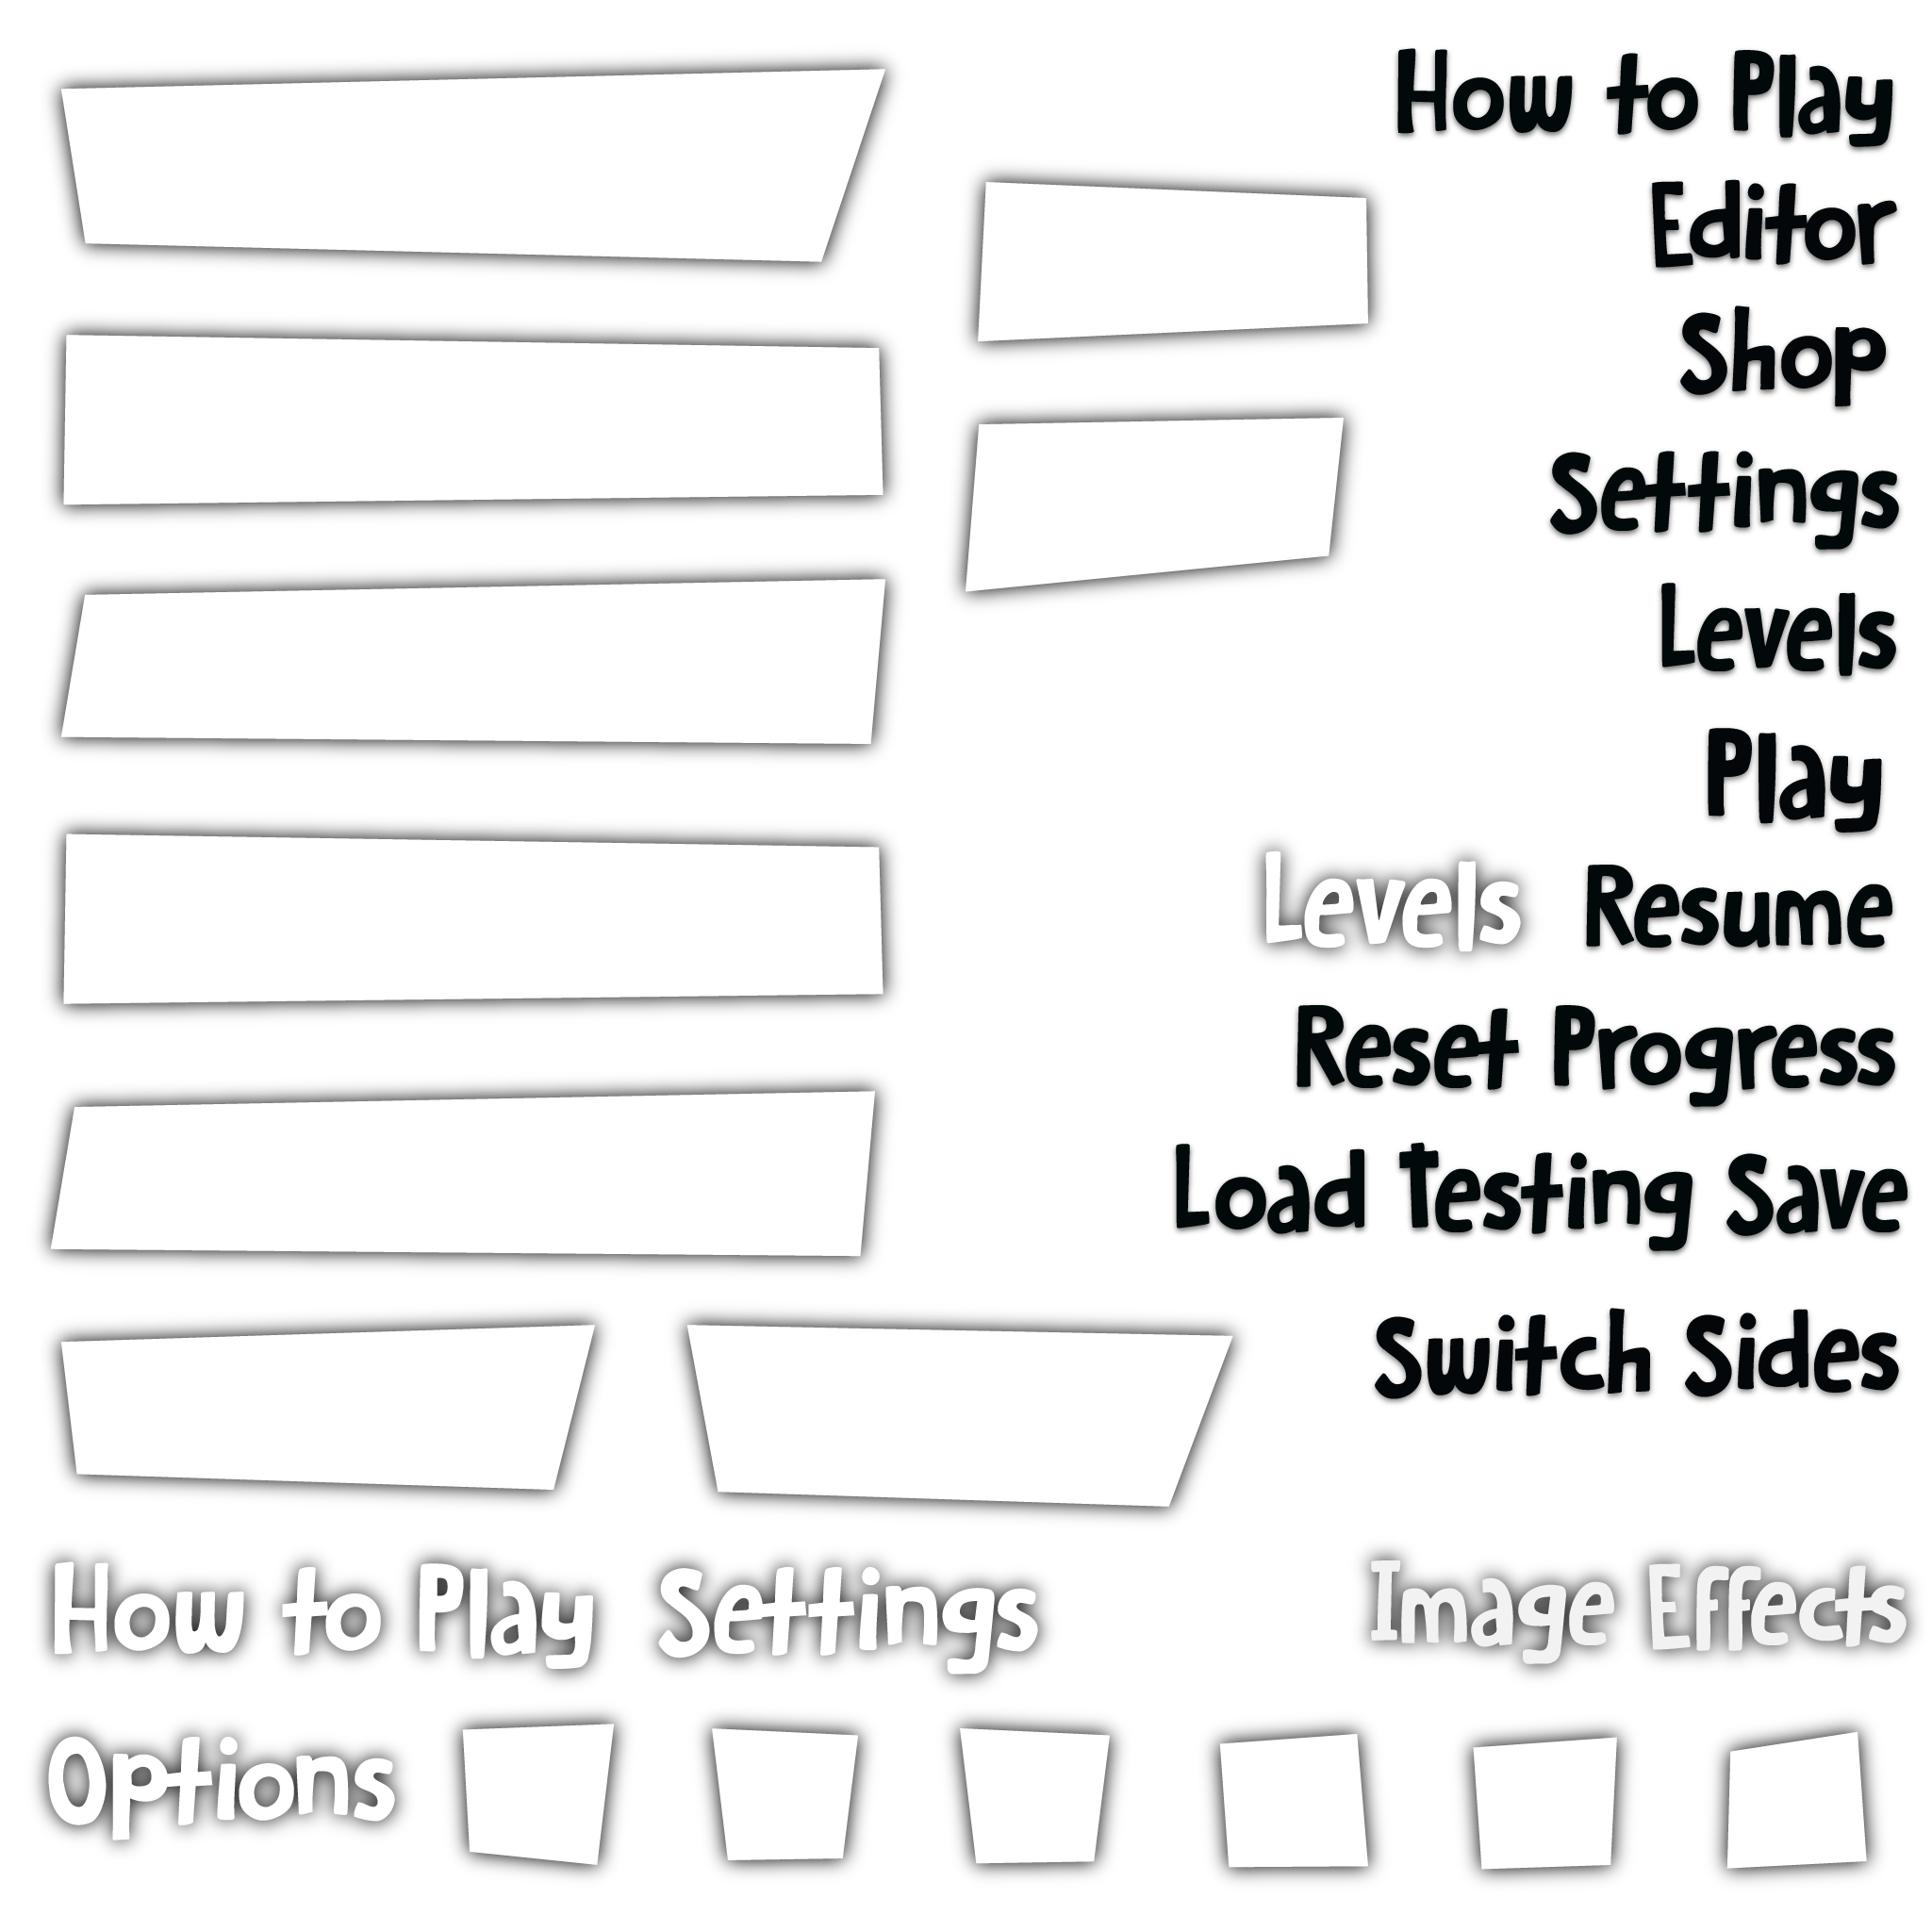 How to Play
Editor
Shop
Settings
Levels
Play
Levels Resume
Reset Progress
Load Testing Save
Switch Sides
How to Play Settings Image Effects
Options